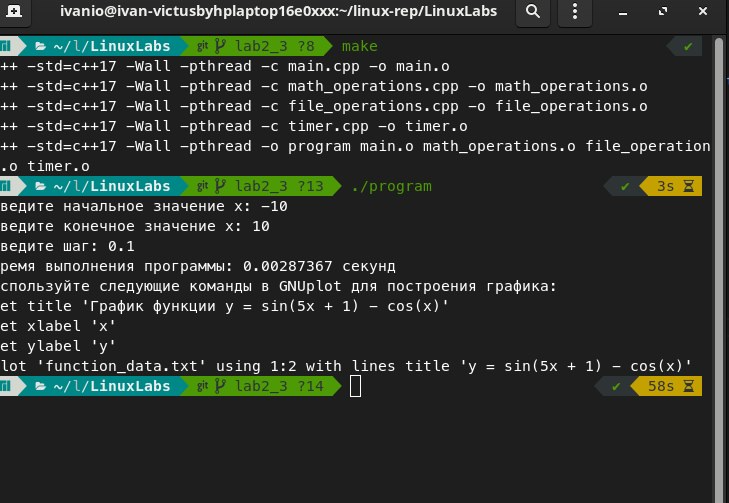 ivanio@ivan-victusbyhplaptop16e0xxx:~/linux-rep/LinuxLabs
~/l/LinuxLabs git lab2_3 ?8 make ✔
++ -std=c++17 -Wall -pthread -c main.cpp -o main.o
++ -std=c++17 -Wall -pthread -c math_operations.cpp -o math_operations.o
++ -std=c++17 -Wall -pthread -c file_operations.cpp -o file_operations.o
++ -std=c++17 -Wall -pthread -c timer.cpp -o timer.o
++ -std=c++17 -Wall -pthread -o program main.o math_operations.o file_operation
.o timer.o
~/l/LinuxLabs git lab2_3 ?13 ./program ✔ 3s
ведите начальное значение x: -10
ведите конечное значение x: 10
ведите шаг: 0.1
ремя выполнения программы: 0.00287367 секунд
спользуйте следующие команды в GNUplot для построения графика:
et title 'График функции y = sin(5x + 1) - cos(x)'
et xlabel 'x'
et ylabel 'y'
lot 'function_data.txt' using 1:2 with lines title 'y = sin(5x + 1) - cos(x)'
~/l/LinuxLabs git lab2_3 ?14 ✔ 58s